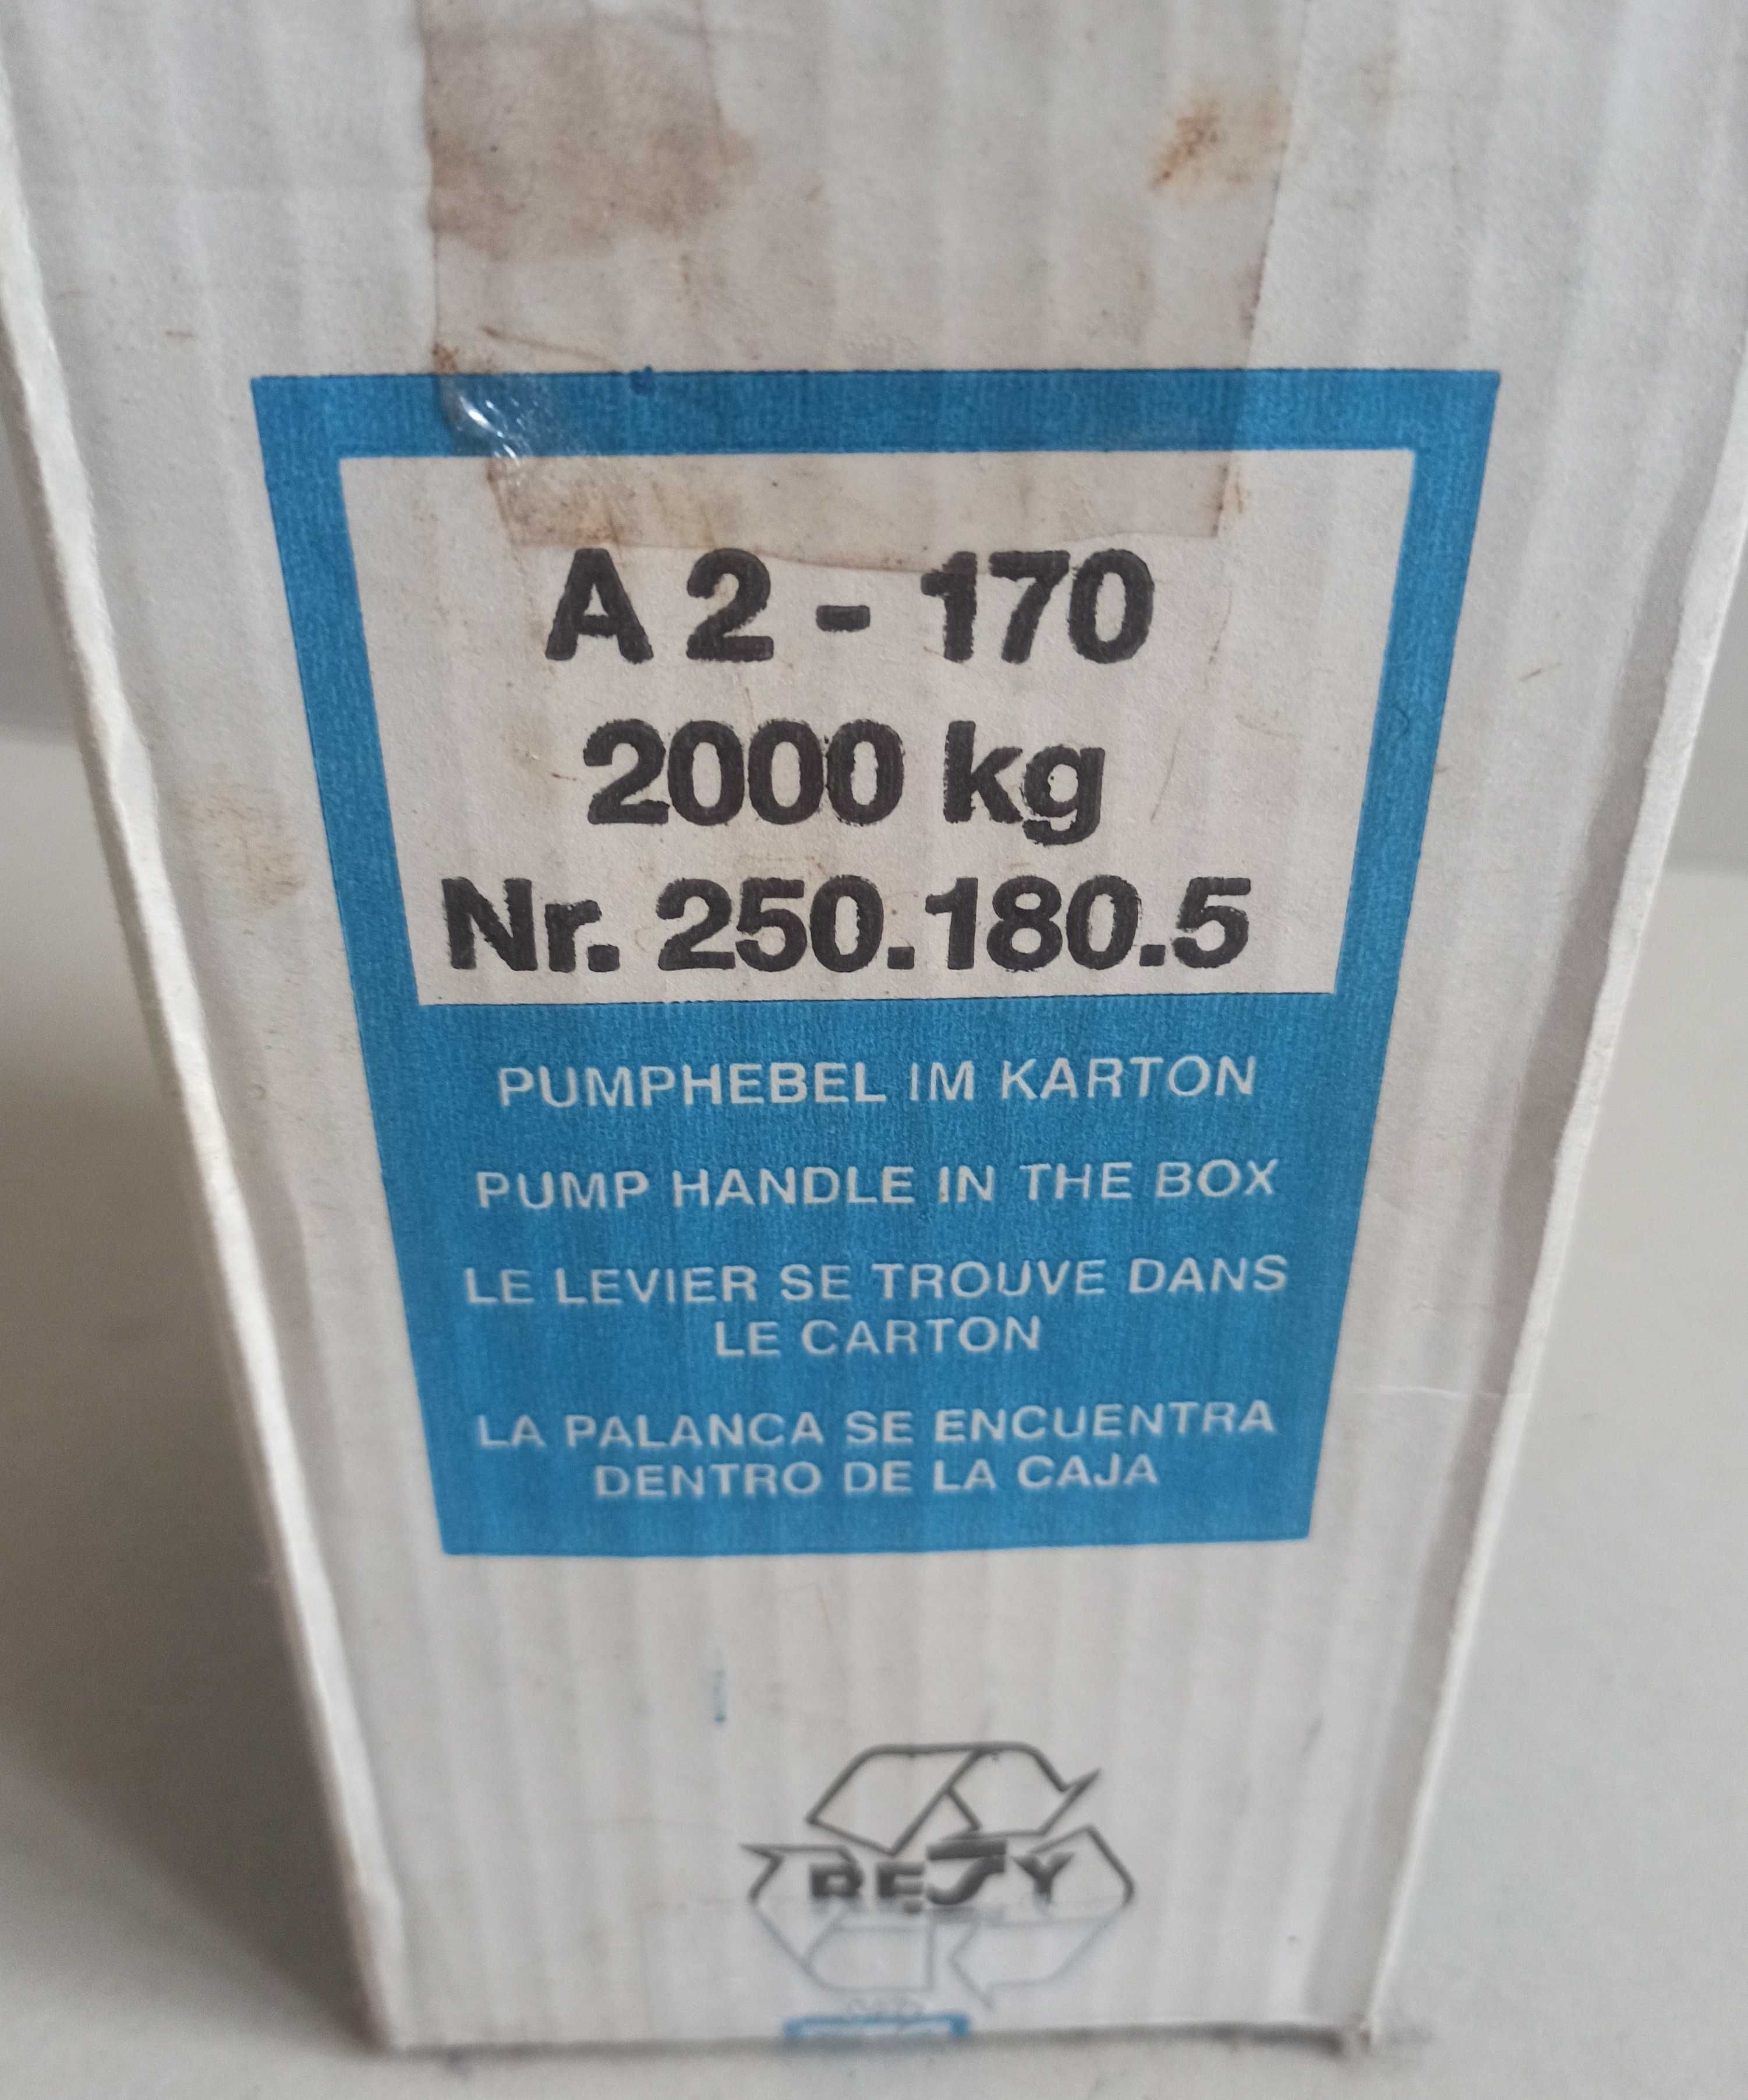 A 2 - 170
2000 kg
Nr. 250.180.5
PUMPHEBEL IM KARTON
PUMP HANDLE IN THE BOX
LE LEVIER SE TROUVE DANS
LE CARTON
LA PALANCA SE ENCUENTRA
DENTRO DE LA CAJA
RESY